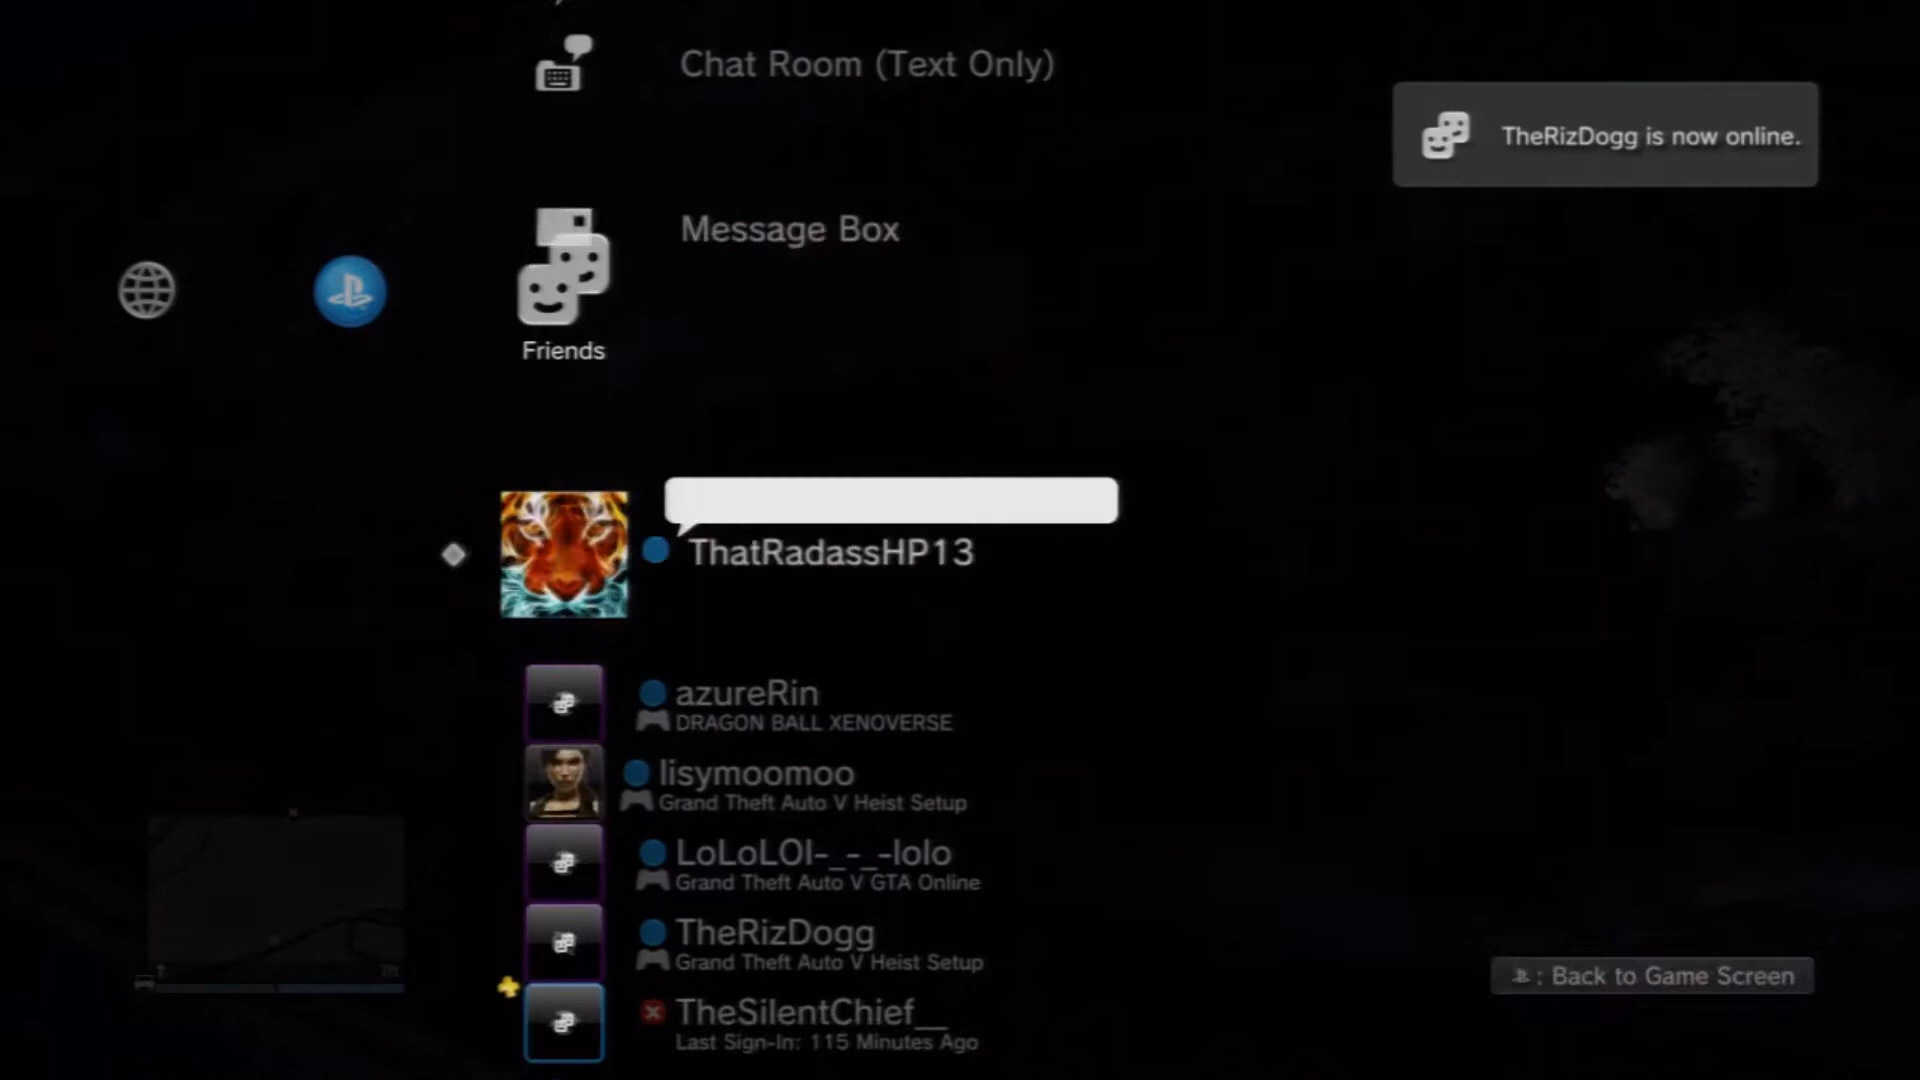 Chat Room (Text Only)
TheRizDogg is now online.
Message Box
Friends
ThatRadassHP13
azureRin
DRAGON BALL XENOVERSE
lisymoomoo
Grand Theft Auto V Heist Setup
LoLoLOl-_-_-lolo
Grand Theft Auto V GTA Online
TheRizDogg
Grand Theft Auto V Heist Setup
: Back to Game Screen
TheSilentChief__
Last Sign-In: 115 Minutes Ago